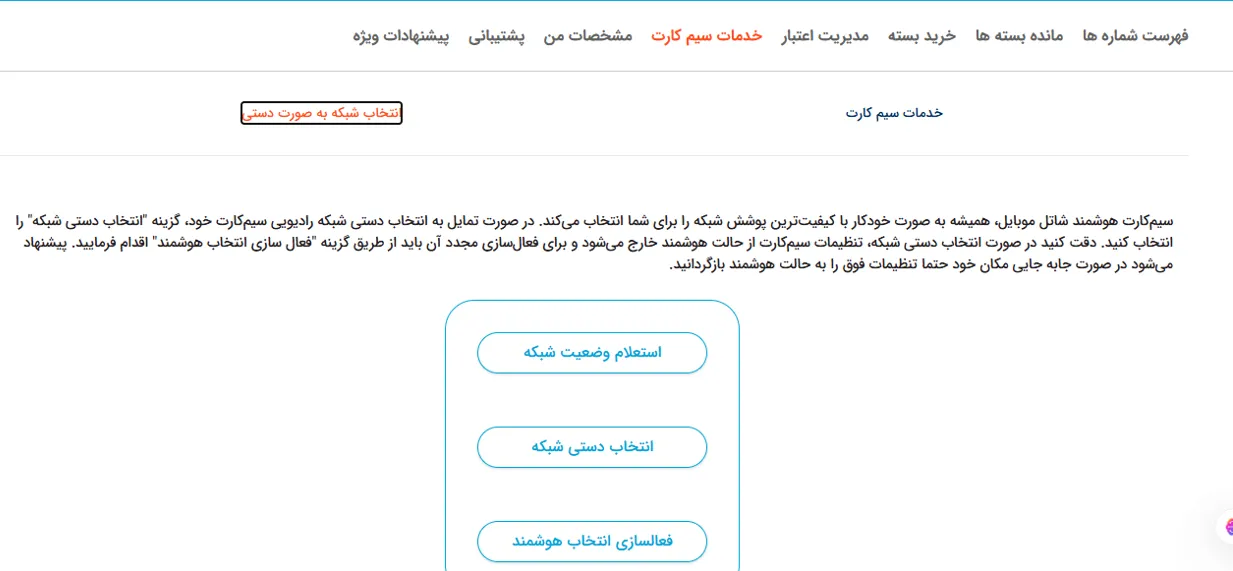 فهرست شماره ها مانده بسته ها خرید بسته مدیریت اعتبار خدمات سیم کارت مشخصات من پشتیبانی پیشنهادات ویژه
خدمات سیم کارت انتخاب شبکه به صورت دستی
سیم‌کارت هوشمند شاتل موبایل، همیشه به صورت خودکار با کیفیت‌ترین پوشش شبکه را برای شما انتخاب می‌کند. در صورت تمایل به انتخاب دستی شبکه رادیویی سیم‌کارت خود، گزینه "انتخاب دستی شبکه" را
انتخاب کنید. دقت کنید در صورت انتخاب دستی شبکه، تنظیمات سیم‌کارت از حالت هوشمند خارج می‌شود و برای فعال‌سازی مجدد آن باید از طریق گزینه "فعال سازی انتخاب هوشمند" اقدام فرمایید. پیشنهاد
می‌شود در صورت جابه جایی مکان خود حتما تنظیمات فوق را به حالت هوشمند بازگردانید.
استعلام وضعیت شبکه
انتخاب دستی شبکه
فعالسازی انتخاب هوشمند